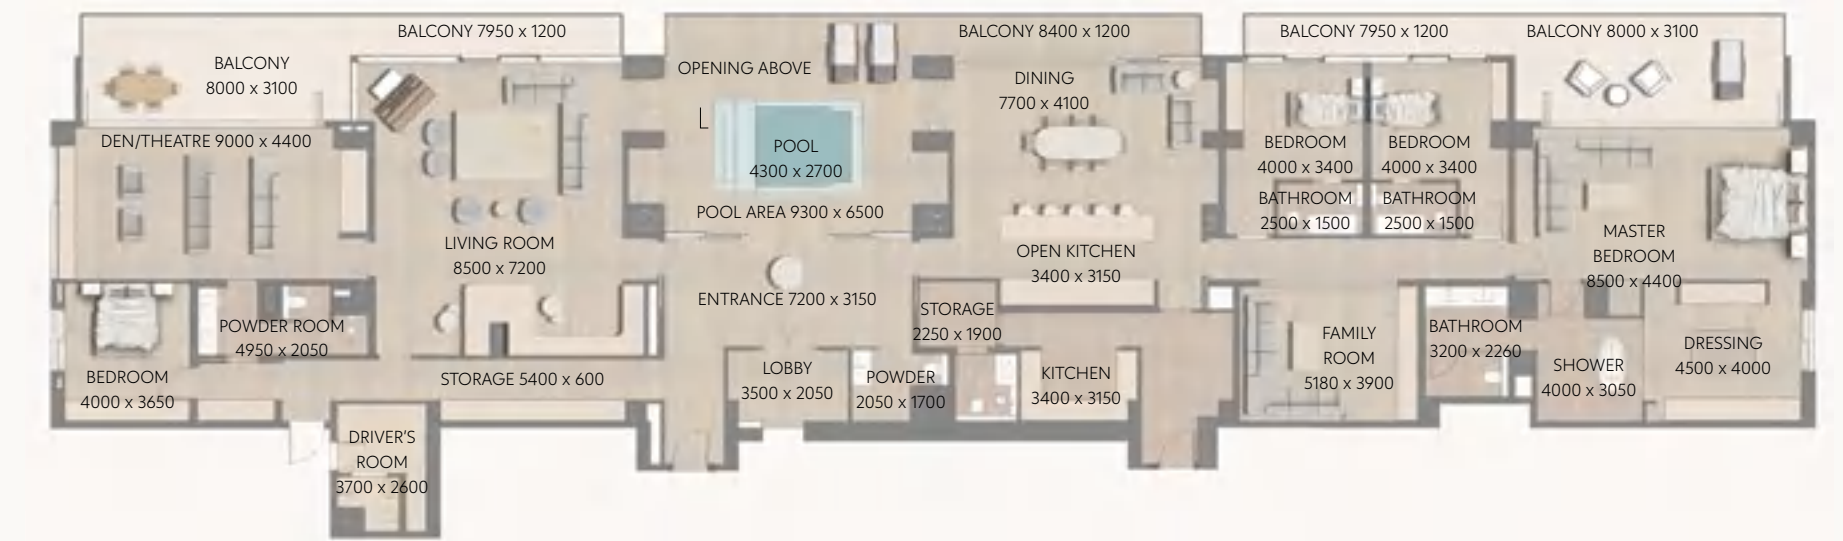 BALCONY 7950 x 1200
BALCONY
8000 x 3100
DEN/THEATRE 9000 x 4400
LIVING ROOM
8500 x 7200
POWDER ROOM
4950 x 2050
BEDROOM
4000 x 3650
STORAGE 5400 x 600
DRIVER'S
ROOM
3700 x 2600
BALCONY 8400 x 1200
OPENING ABOVE
POOL
4300 x 2700
POOL AREA 9300 x 6500
ENTRANCE 7200 x 3150
LOBBY
3500 x 2050
POWDER
2050 x 1700
DINING
7700 x 4100
OPEN KITCHEN
3400 x 3150
STORAGE
2250 x 1900
KITCHEN
3400 x 3150
BALCONY 7950 x 1200
BEDROOM
4000 x 3400
BATHROOM
2500 x 1500
BEDROOM
4000 x 3400
BATHROOM
2500 x 1500
FAMILY
ROOM
5180 x 3900
BATHROOM
3200 x 2260
BALCONY 8000 x 3100
MASTER
BEDROOM
8500 x 4400
SHOWER
4000 x 3050
DRESSING
4500 x 4000